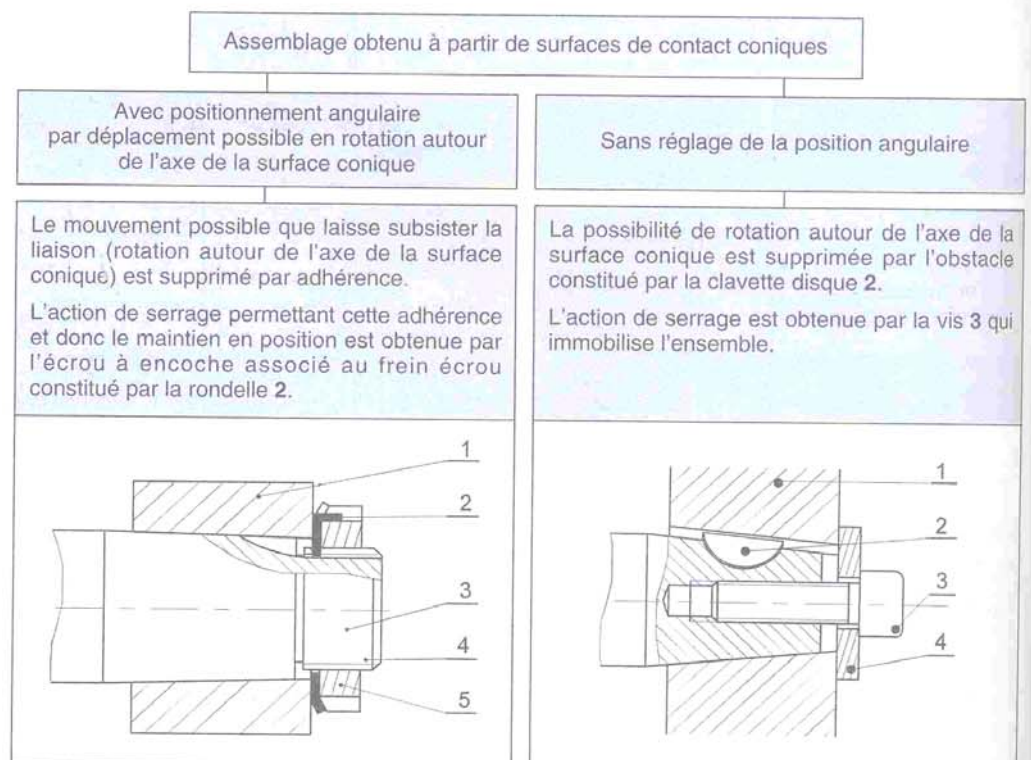 Assemblage obtenu à partir de surfaces de contact coniques
Avec positionnement angulaire
par déplacement possible en rotation autour
de l'axe de la surface conique
Sans réglage de la position angulaire
Le mouvement possible que laisse subsister la
liaison (rotation autour de l'axe de la surface
conique) est supprimé par adhérence.
L'action de serrage permettant cette adhérence
et donc le maintien en position est obtenue par
l'écrou à encoche associé au frein écrou
constitué par la rondelle 2.
La possibilité de rotation autour de l'axe de la
surface conique est supprimée par l'obstacle
constitué par la clavette disque 2.
L'action de serrage est obtenue par la vis 3 qui
immobilise l'ensemble.
1
2
3
4
5
1
2
3
4